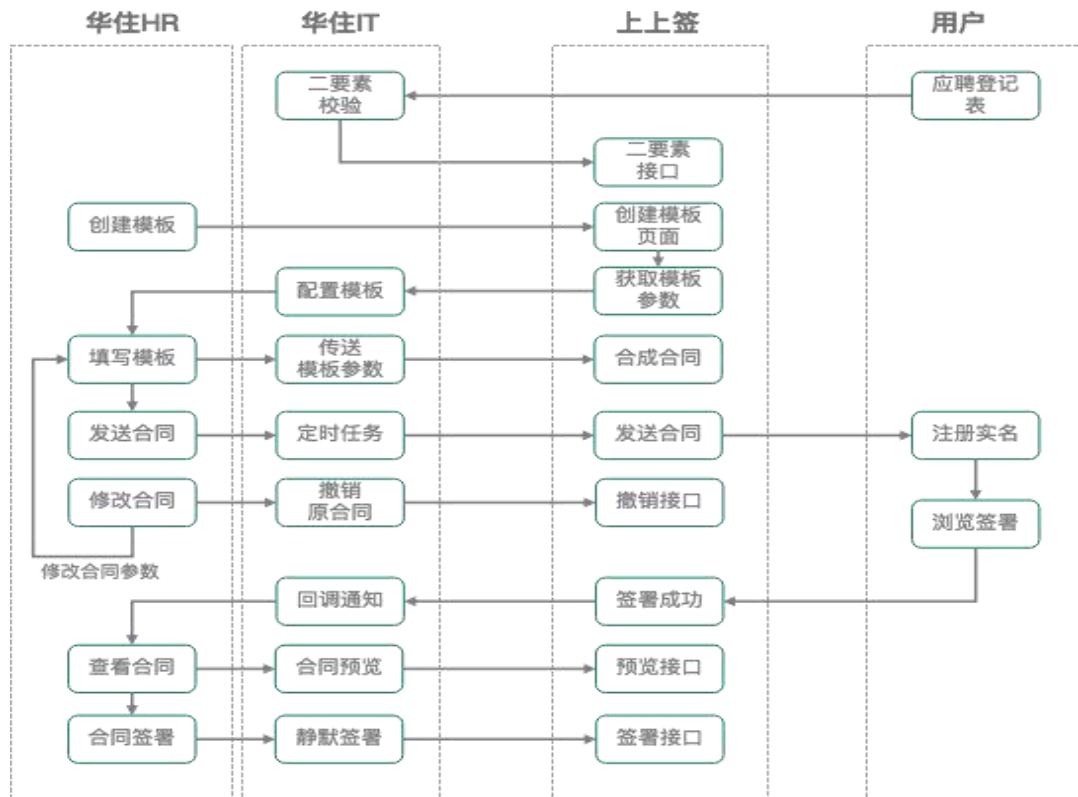 华住HR
华住IT
上上签
用户
二要素
校验
应聘登记
表
二要素
接口
创建模板
创建模板
页面
配置模板
获取模板
参数
填写模板
传送
模板参数
合成合同
发送合同
定时任务
发送合同
注册实名
修改合同
撤销
原合同
撤销接口
浏览签署
修改合同参数
回调通知
签署成功
查看合同
合同预览
预览接口
合同签署
静默签署
签署接口